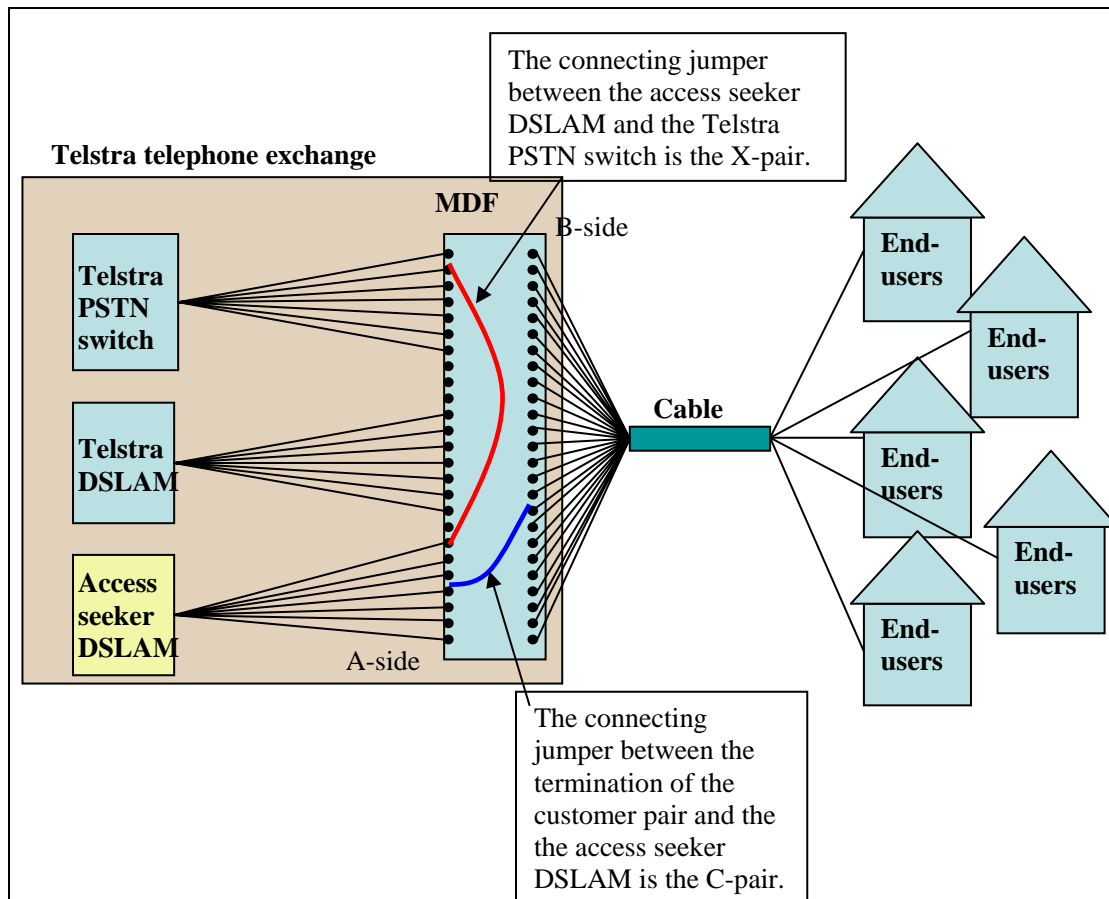 The connecting jumper
between the access seeker
DSLAM and the Telstra
PSTN switch is the X-pair.
Telstra telephone exchange
MDF
B-side
Telstra
PSTN
switch
Telstra
DSLAM
Access
seeker
DSLAM
A-side
Cable
End-
users
End-
users
End-
users
End-
users
End-
users
The connecting
jumper between the
termination of the
customer pair and the
the access seeker
DSLAM is the C-pair.